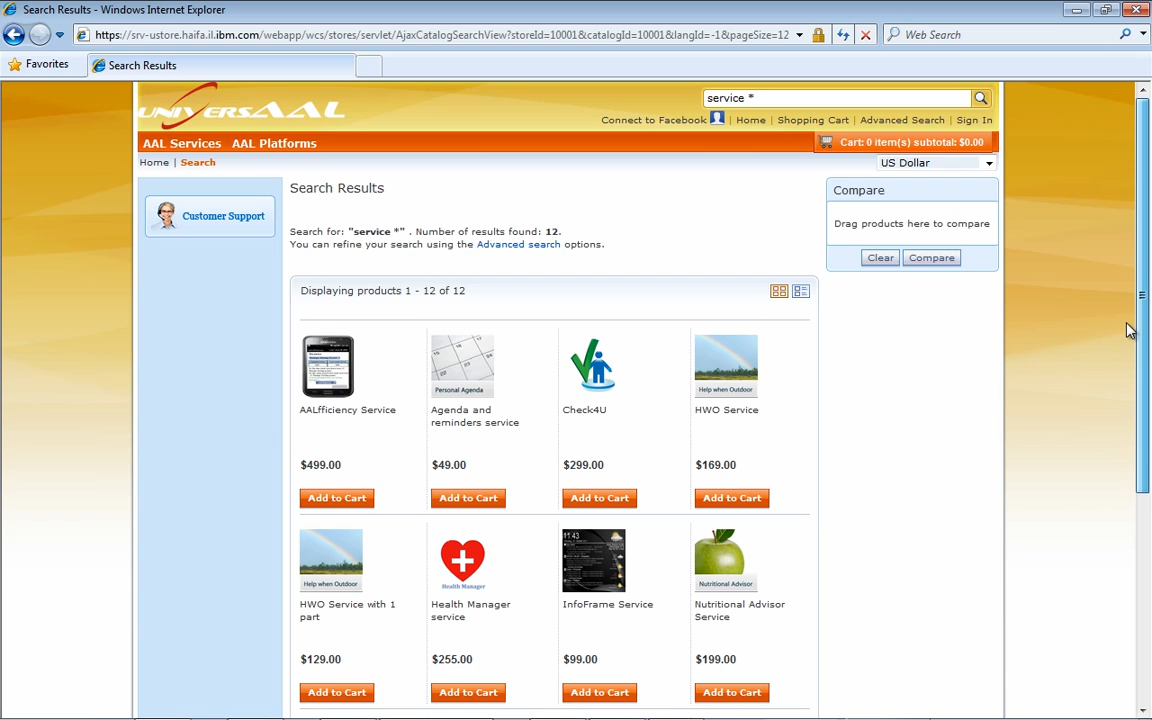 Search Results - Windows Internet Explorer
https://srv-ustore.haifa.il.ibm.com/webapp/wcs/stores/servlet/AjaxCatalogSearchView?storeId=10001&catalogId=10001&langId=-1&pageSize=12
Web Search
Favorites
Search Results
UNIVERSAAL
service *
Connect to Facebook | Home | Shopping Cart | Advanced Search | Sign In
AAL Services AAL Platforms
Cart: 0 item(s) subtotal: $0.00
Home | Search
US Dollar
Customer Support
Search Results
Compare
Drag products here to compare
Clear Compare
Search for: "service *" . Number of results found: 12.
You can refine your search using the Advanced search options.
Displaying products 1 - 12 of 12
Personal Agenda
Help when Outdoor
AALfficiency Service
Agenda and
reminders service
Check4U
HWO Service
$499.00 $49.00 $299.00 $169.00
Add to Cart Add to Cart Add to Cart Add to Cart
Help when Outdoor
Health Manager
11:43
Nutritional Advisor
HWO Service with 1
part
Health Manager
service
InfoFrame Service
Nutritional Advisor
Service
$129.00 $255.00 $99.00 $199.00
Add to Cart Add to Cart Add to Cart Add to Cart